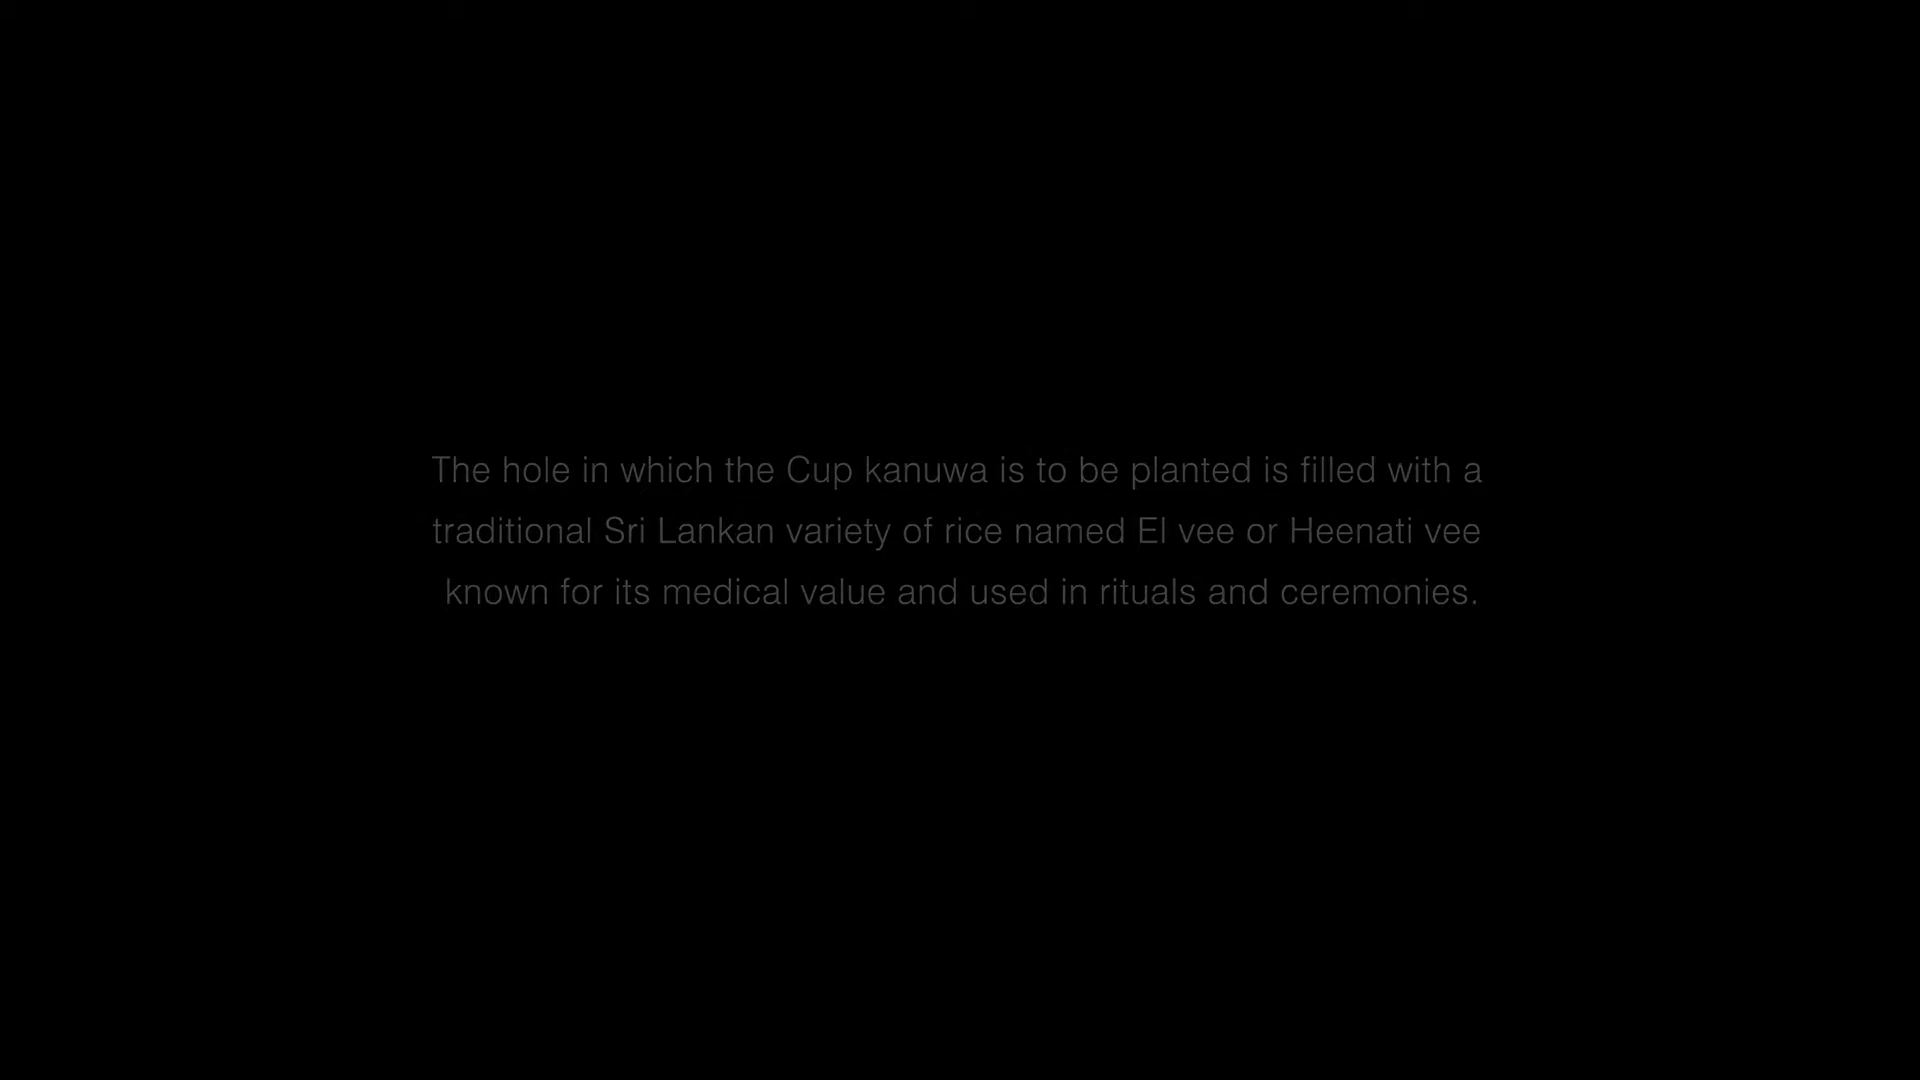 The hole in which the Cup kanuwa is to be planted is filled with a
traditional Sri Lankan variety of rice named El vee or Heenati vee
known for its medical value and used in rituals and ceremonies.